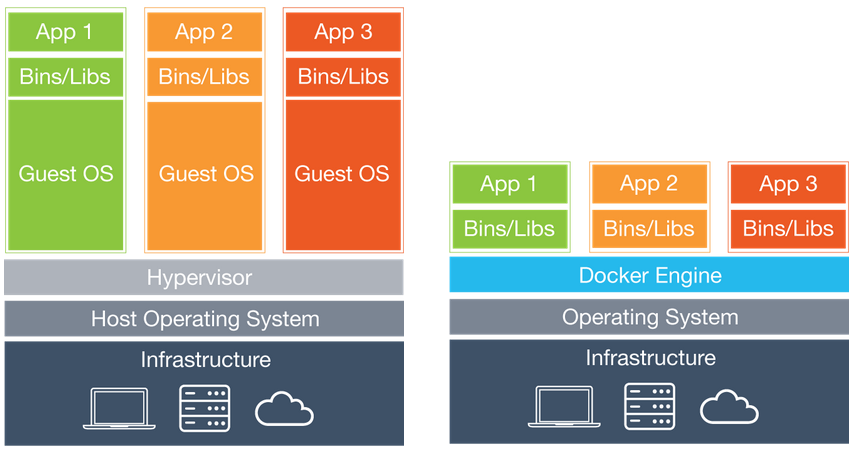 App 1
App 2
App 3
Bins/Libs
Bins/Libs
Bins/Libs
Guest OS
Guest OS
Guest OS
Hypervisor
Host Operating System
Infrastructure
App 1
App 2
App 3
Bins/Libs
Bins/Libs
Bins/Libs
Docker Engine
Operating System
Infrastructure